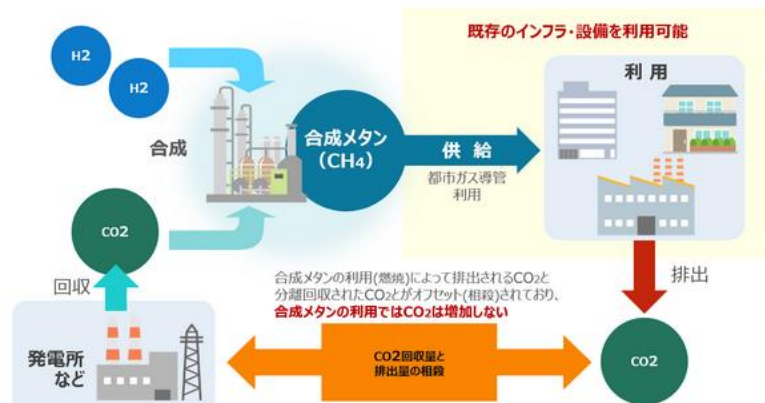 既存のインフラ・設備を利用可能
H2
H2
利用
合成
合成メタン
(CH4)
供給
都市ガス導管
利用
CO2
回収
合成メタンの利用(燃焼)によって排出されるCO2と
分離回収されたCO2とがオフセット(相殺)されており、
合成メタンの利用ではCO2は増加しない
排出
発電所
など
CO2回収量と
排出量の相殺
CO2